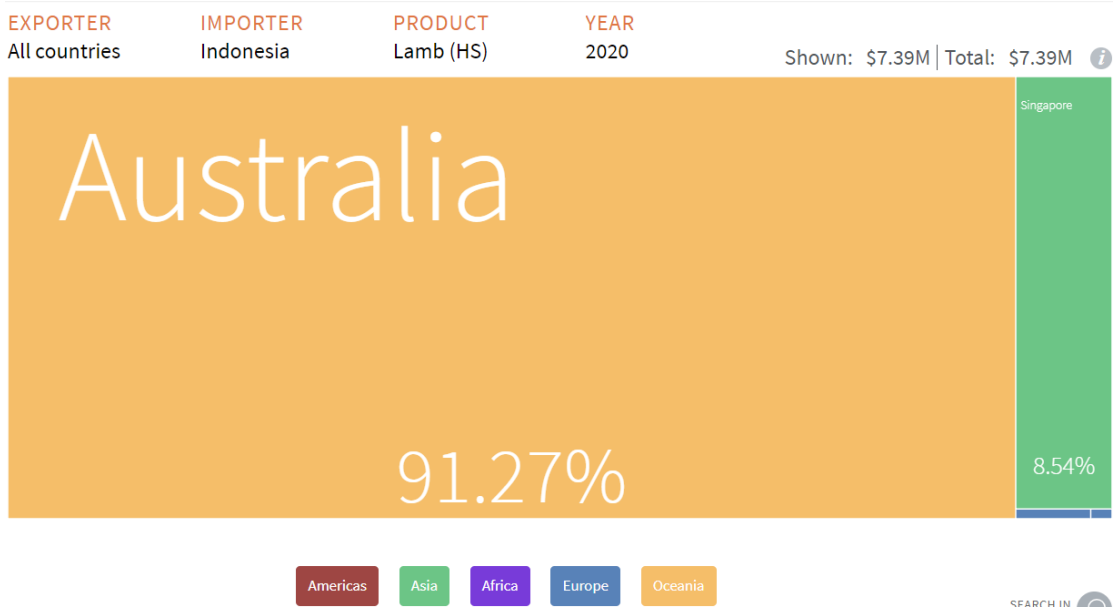 EXPORTER IMPORTER PRODUCT YEAR
All countries Indonesia Lamb (HS) 2020
Shown: $7.39M | Total: $7.39M i
Singapore
Australia
91.27%
8.54%
Americas Asia Africa Europe Oceania
SEARCH IN